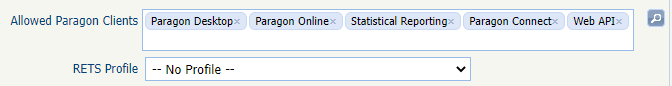 Allowed Paragon Clients Paragon Desktop× Paragon Online× Statistical Reporting× Paragon Connect× Web API×
RETS Profile -- No Profile --